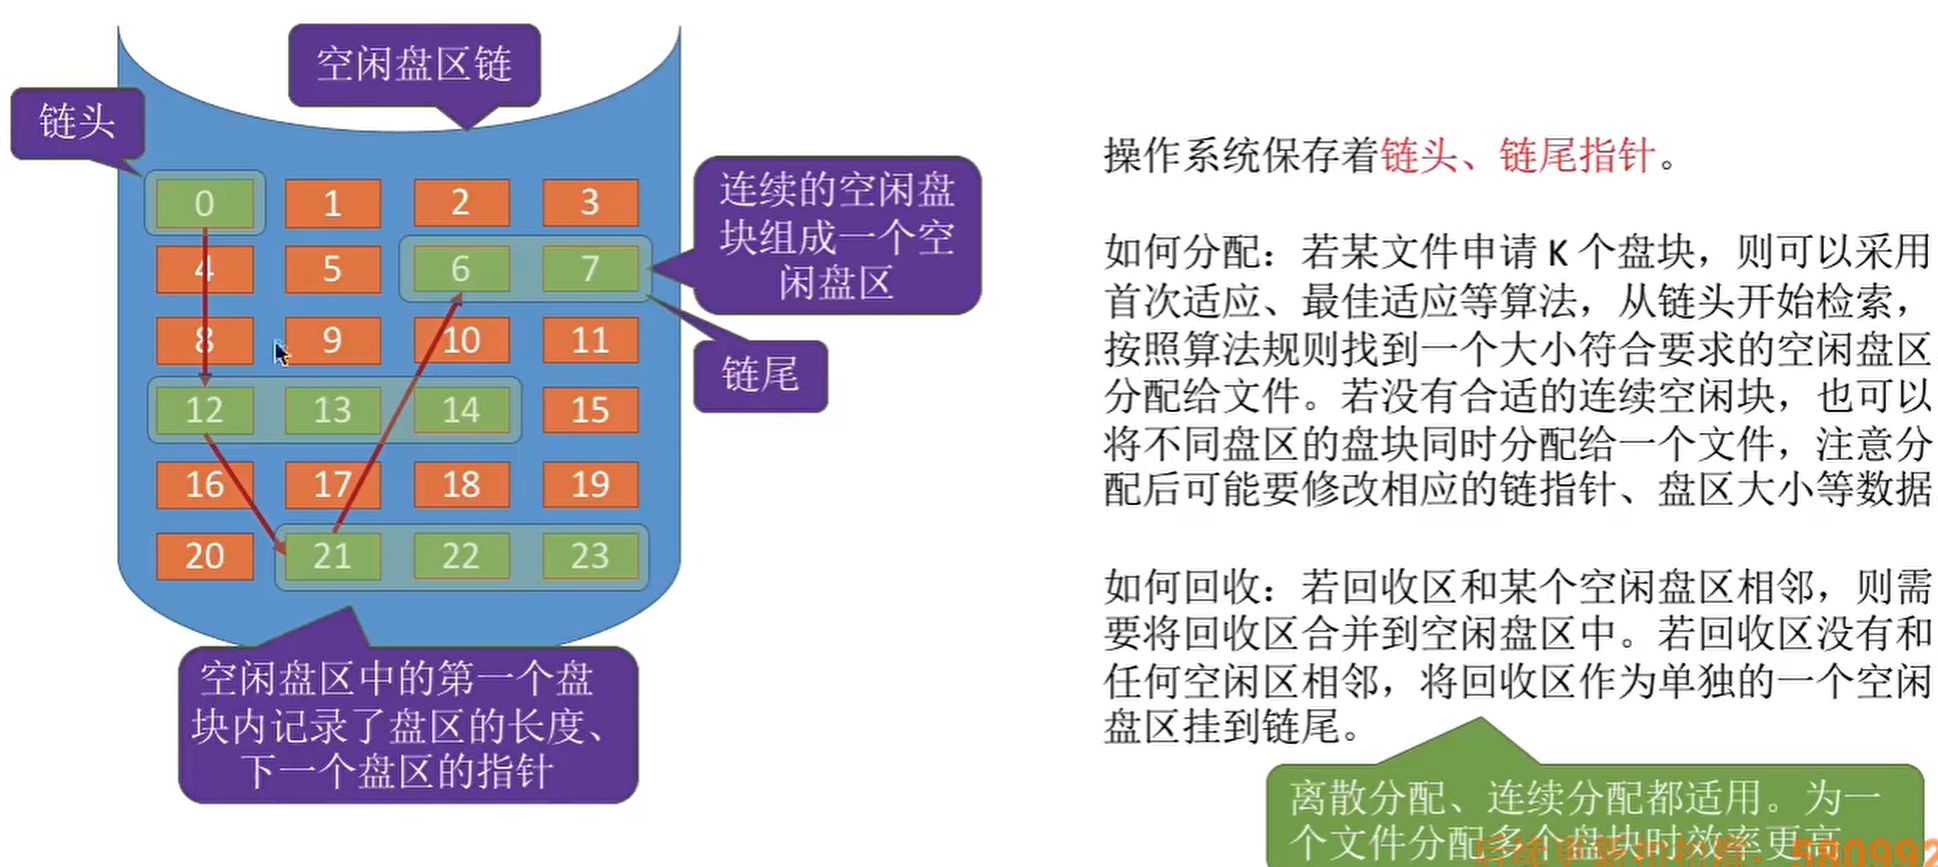 空闲盘区链
链头
0 1 2 3
4 5 6 7
8 9 10 11
12 13 14 15
16 17 18 19
20 21 22 23
连续的空闲盘
块组成一个空
闲盘区
链尾
空闲盘区中的第一个盘
块内记录了盘区的长度、
下一个盘区的指针
操作系统保存着链头、链尾指针。
如何分配：若某文件申请 K 个盘块，则可以采用
首次适应、最佳适应等算法，从链头开始检索，
按照算法规则找到一个大小符合要求的空闲盘区
分配给文件。若没有合适的连续空闲块，也可以
将不同盘区的盘块同时分配给一个文件，注意分
配后可能要修改相应的链指针、盘区大小等数据
如何回收：若回收区和某个空闲盘区相邻，则需
要将回收区合并到空闲盘区中。若回收区没有和
任何空闲区相邻，将回收区作为单独的一个空闲
盘区挂到链尾。
离散分配、连续分配都适用。为一
个文件分配多个盘块时效率更高